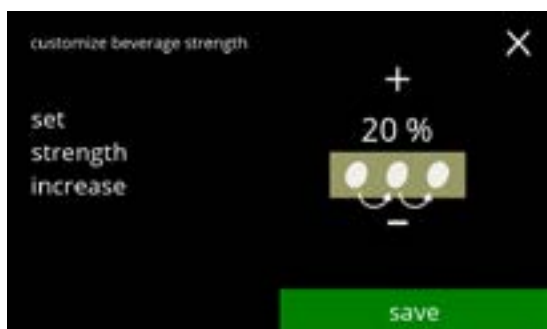 customize beverage strength
X
+
set
strength
increase
20 %
−
save